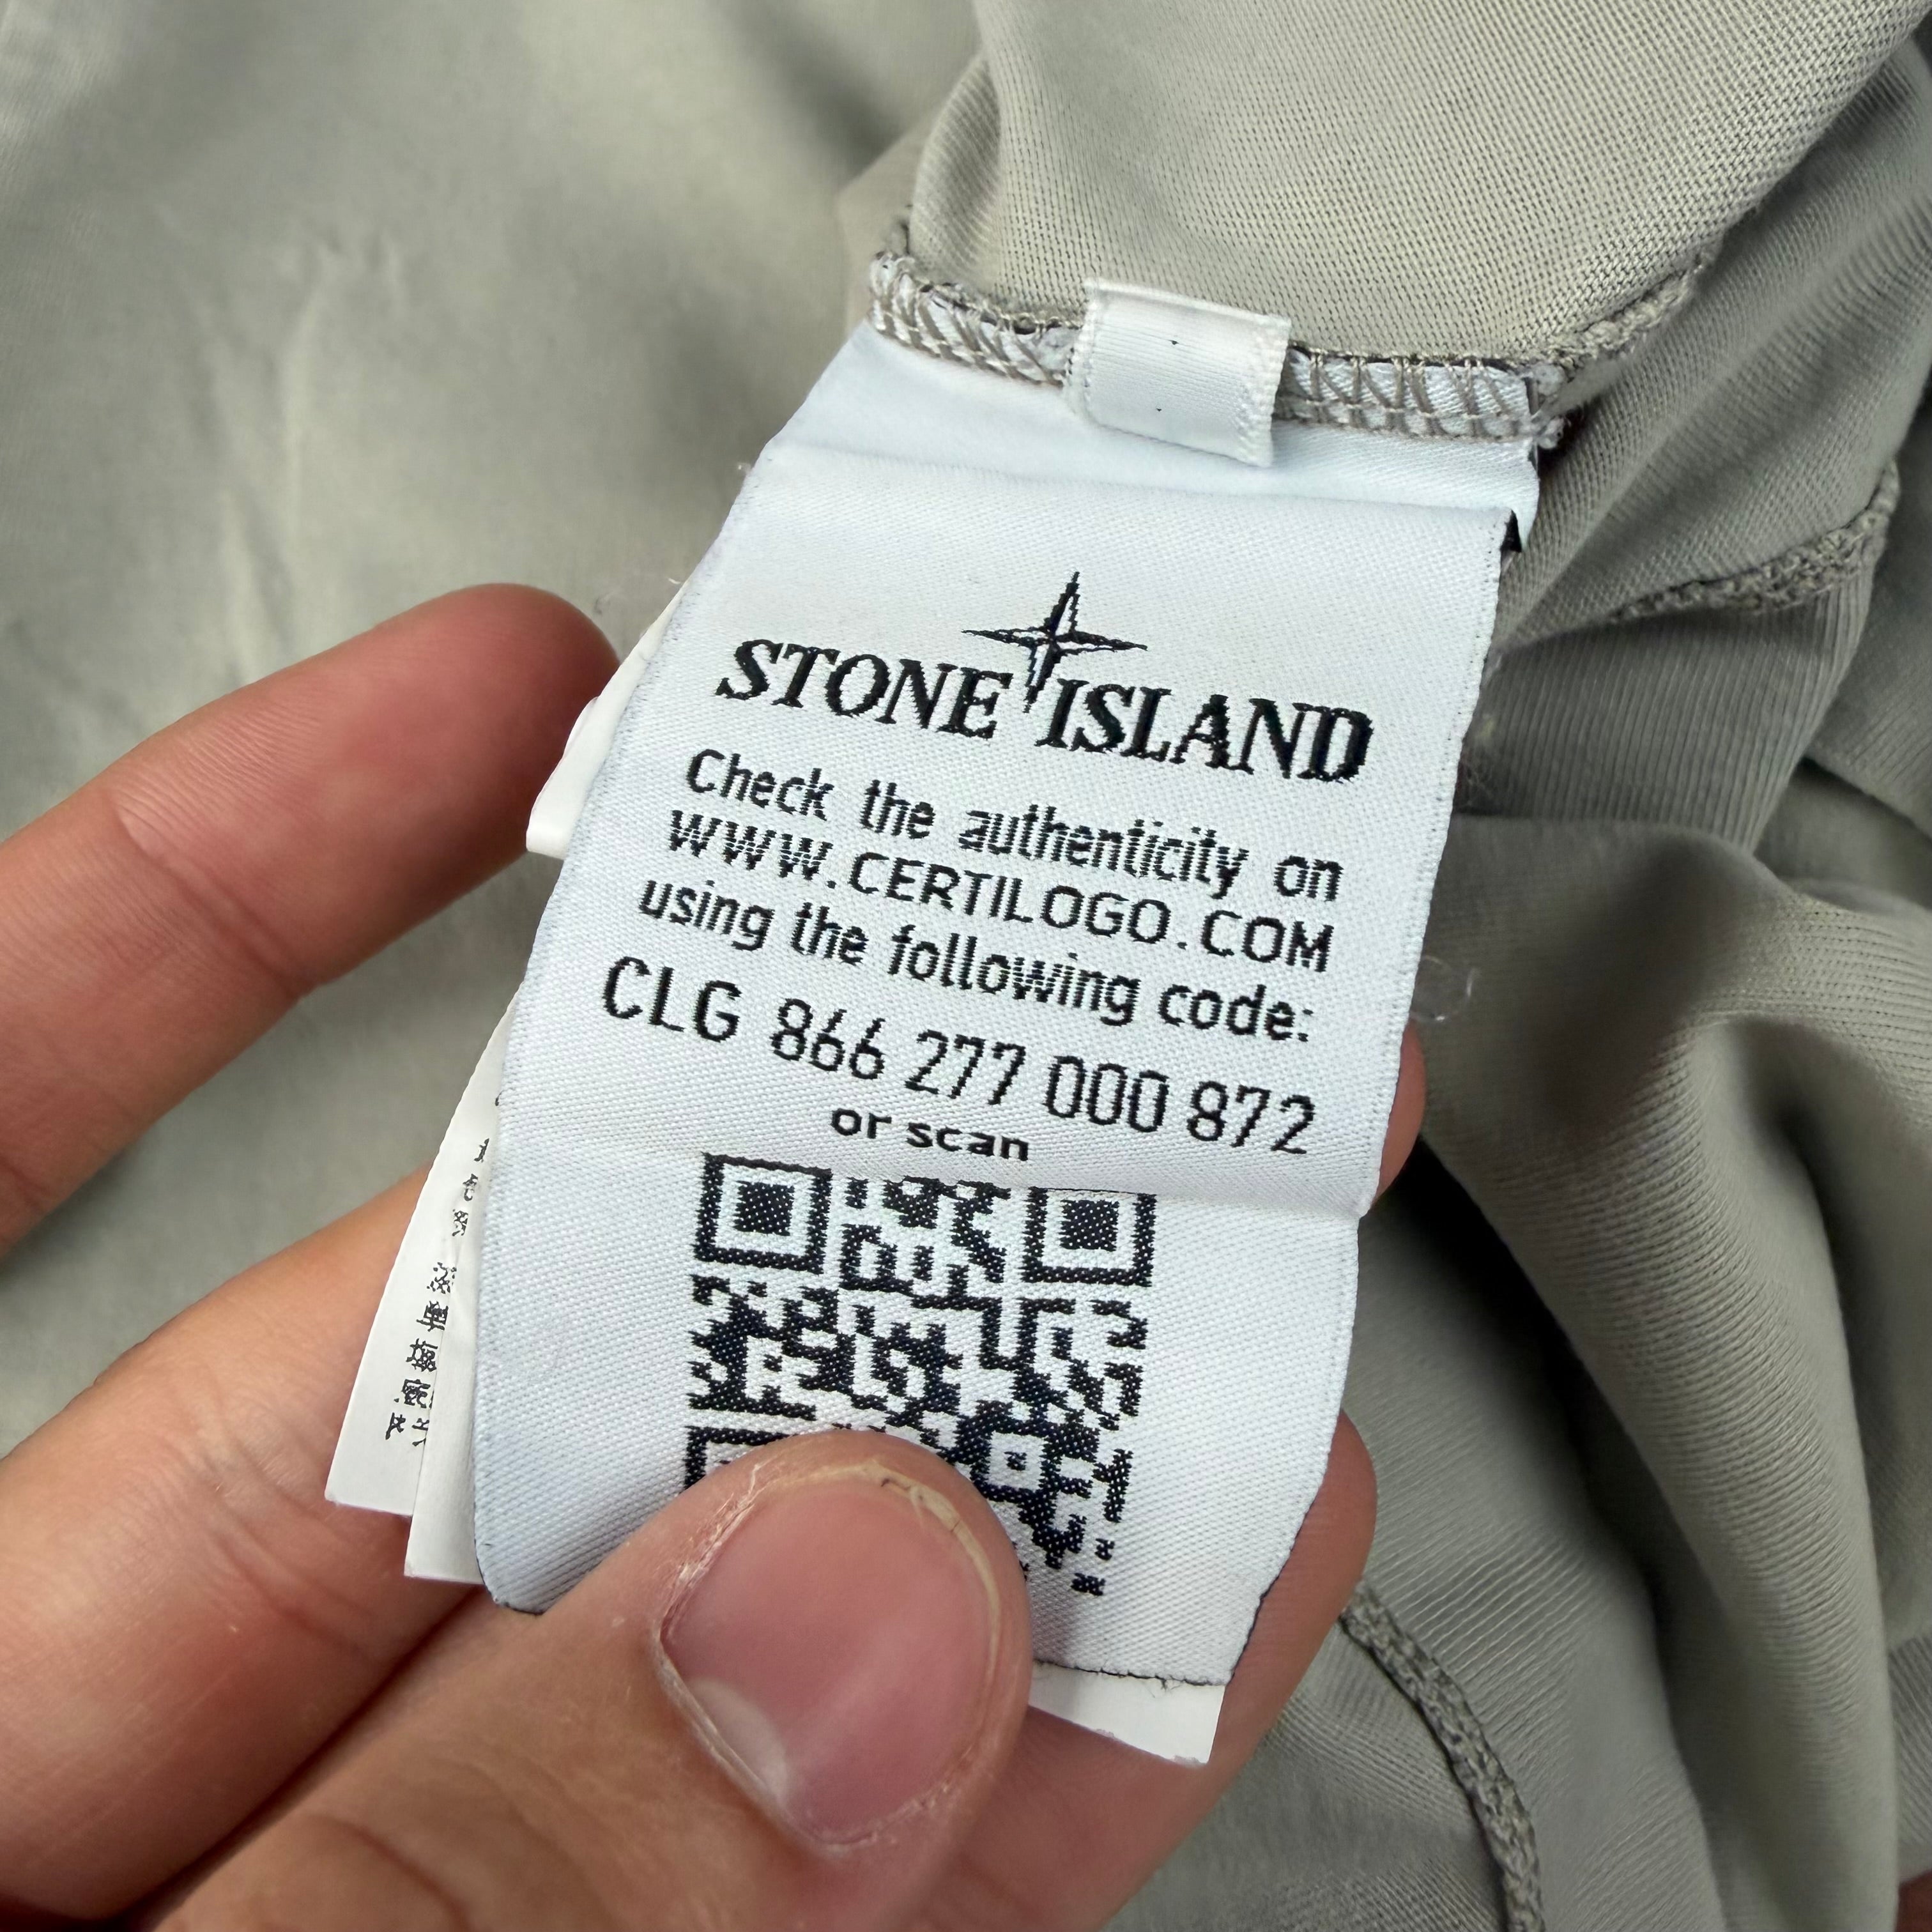 STONE ISLAND
Check the authenticity on
WWW.CERTILOGO.COM
using the following code:
CLG 866 277 000 872
or scan